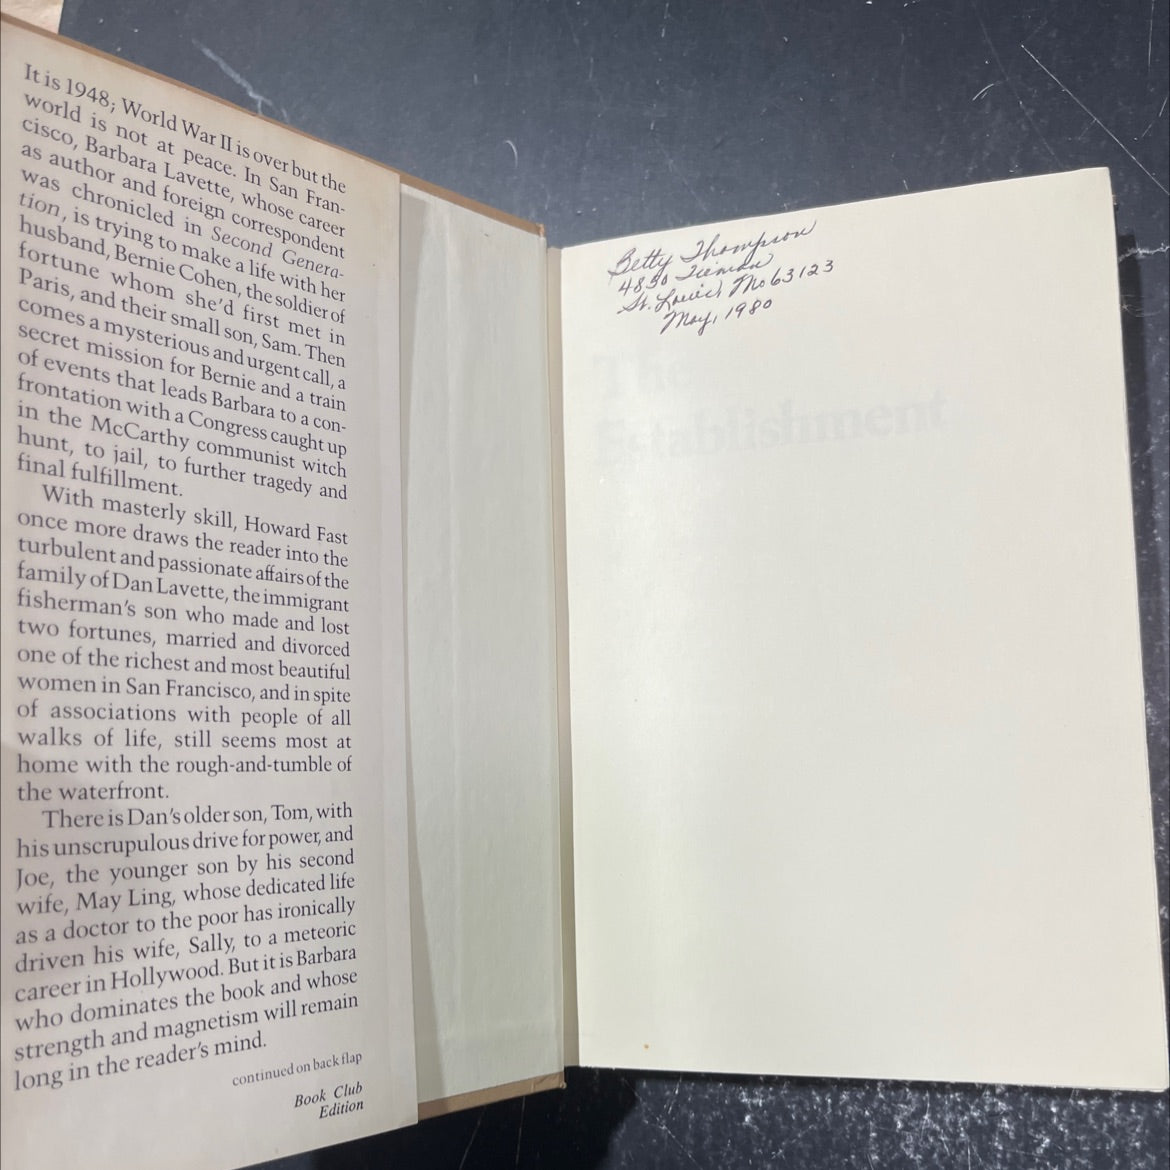 It is 1948; World War II is over but the
world is not at peace. In San Fran-
cisco, Barbara Lavette, whose career
as author and foreign correspondent
was chronicled in Second Genera-
tion, is trying to make a life with her
husband, Bernie Cohen, the soldier of
fortune whom she'd first met in
Paris, and their small son, Sam. Then
comes a mysterious and urgent call, a
secret mission for Bernie and a train
of events that leads Barbara to a con-
frontation with a Congress caught up
in the McCarthy communist witch
hunt, to jail, to further tragedy and
final fulfillment.
With masterly skill, Howard Fast
once more draws the reader into the
turbulent and passionate affairs of the
family of Dan Lavette, the immigrant
fisherman's son who made and lost
two fortunes, married and divorced
one of the richest and most beautiful
women in San Francisco, and in spite
of associations with people of all
walks of life, still seems most at
home with the rough-and-tumble of
the waterfront.
There is Dan's older son, Tom, with
his unscrupulous drive for power, and
Joe, the younger son by his second
wife, May Ling, whose dedicated life
as a doctor to the poor has ironically
driven his wife, Sally, to a meteoric
career in Hollywood. But it is Barbara
who dominates the book and whose
strength and magnetism will remain
long in the reader's mind.
continued on back flap
Book Club
Edition
Betty Thompson
4830 Tieman
St. Louis, Mo 63123
May, 1980
The
Establishment